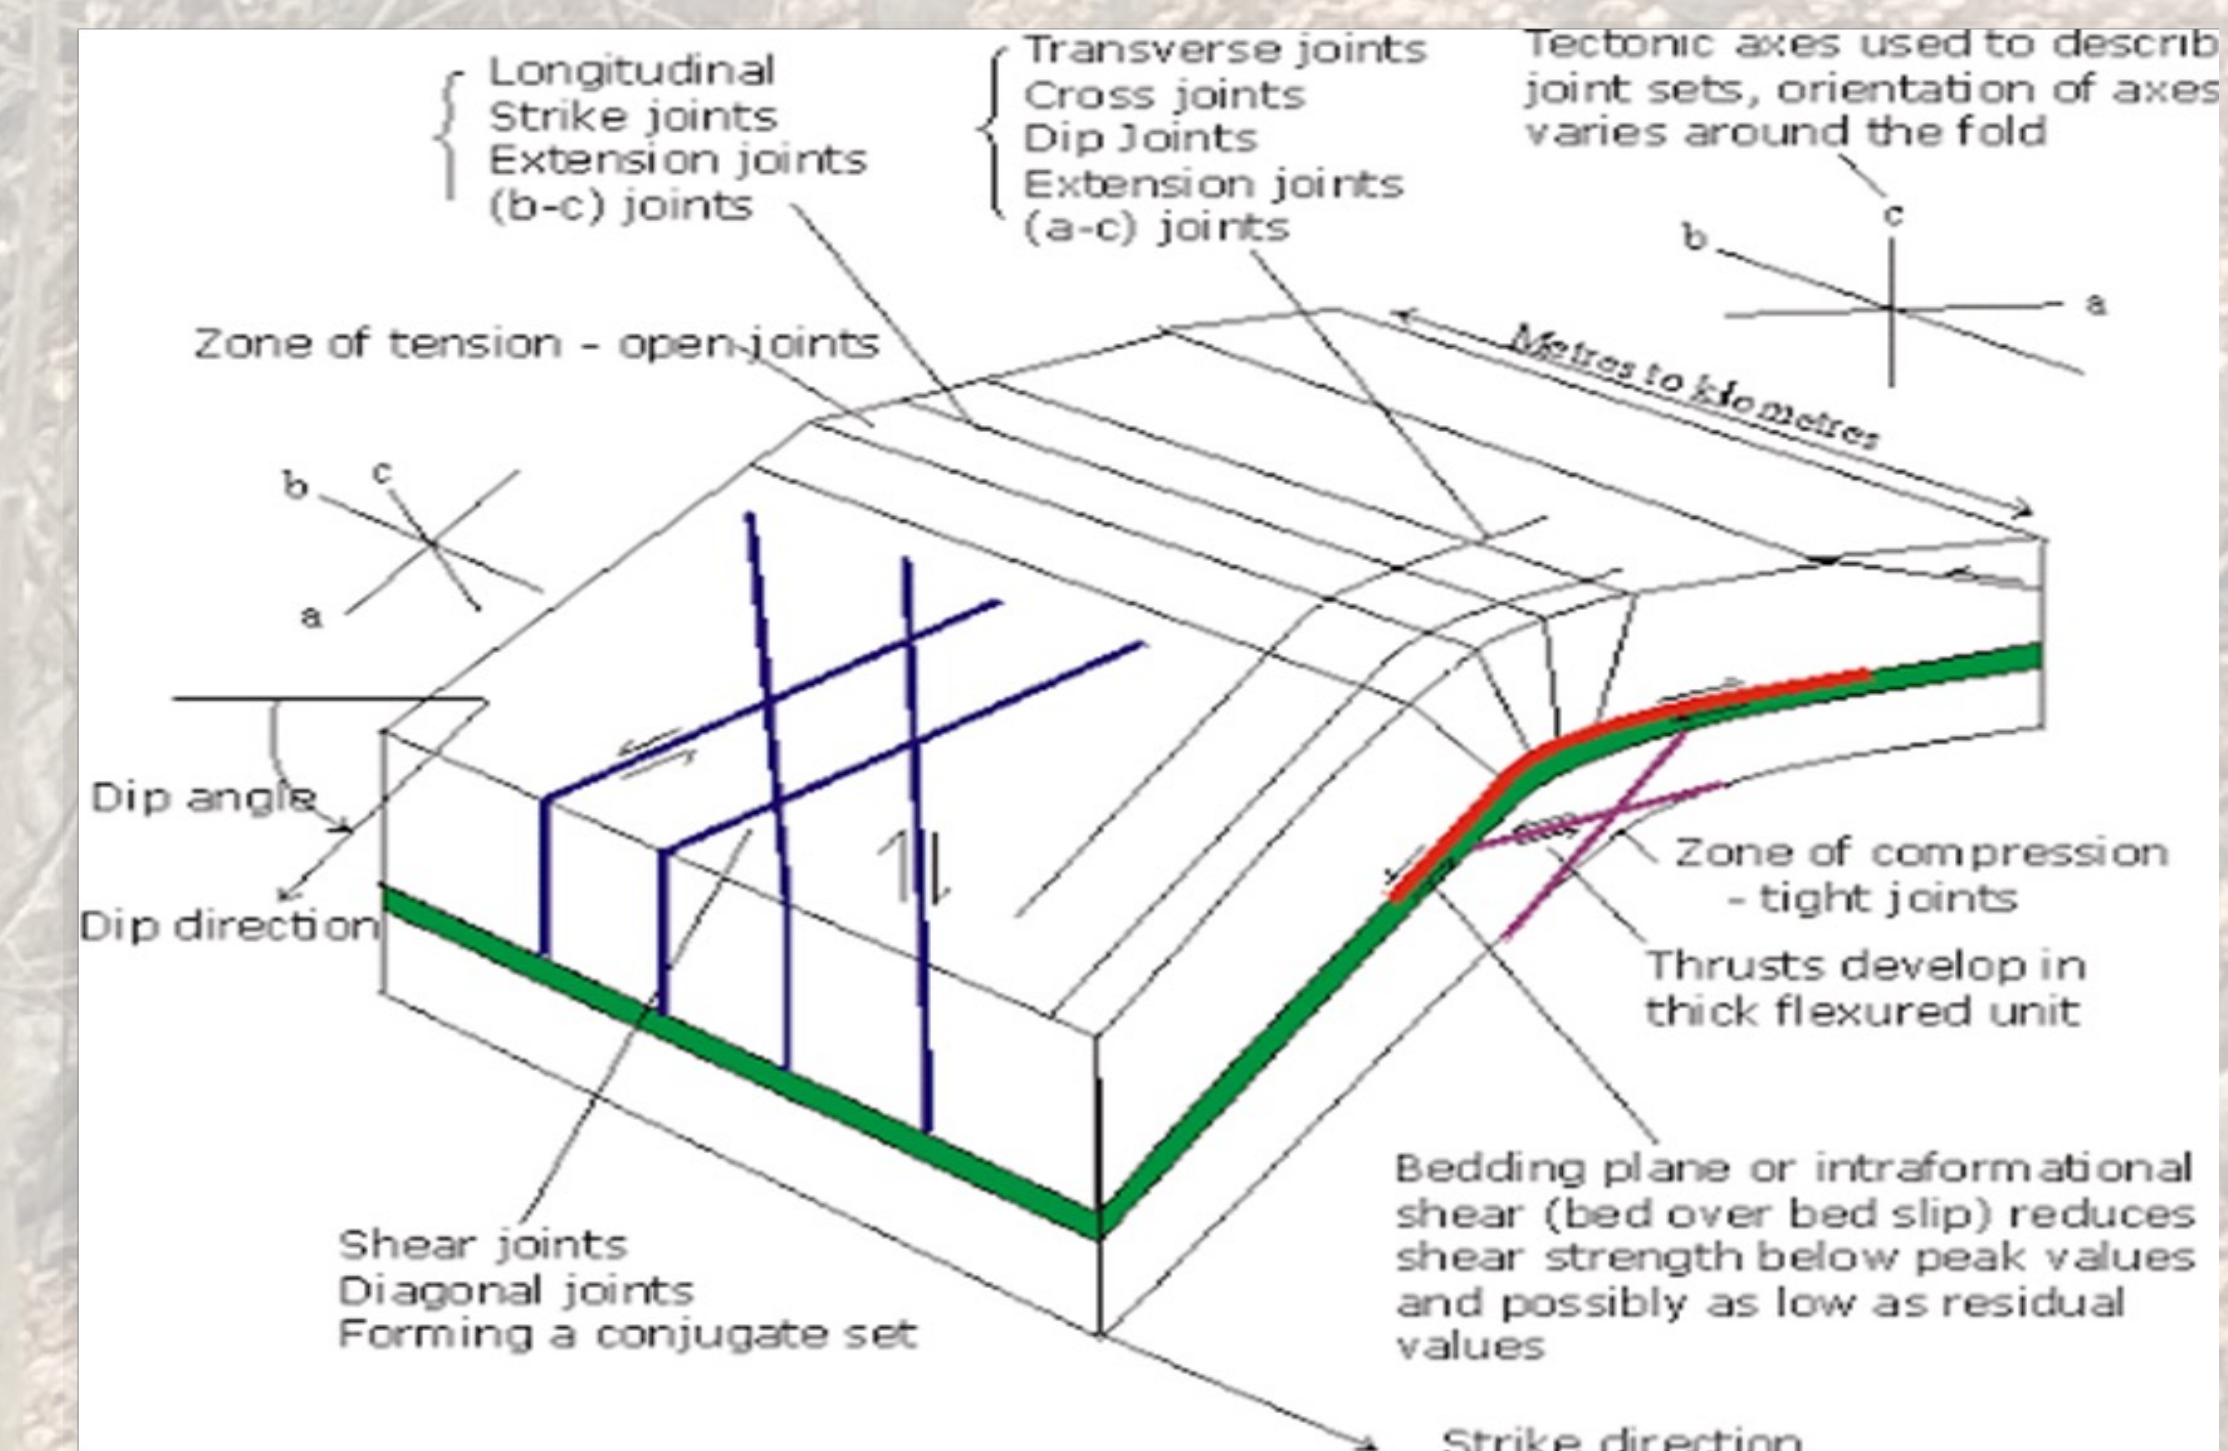 Longitudinal
Strike joints
Extension joints
(b-c) joints
Transverse joints
Cross joints
Dip Joints
Extension joints
(a-c) joints
Tectonic axes used to describ
joint sets, orientation of axes
varies around the fold
c
b
a
Zone of tension - open joints
Metres to kilometres
b
c
a
Dip angle
Dip direction
Zone of compression
- tight joints
Thrusts develop in
thick flexured unit
Bedding plane or intraformational
shear (bed over bed slip) reduces
shear strength below peak values
and possibly as low as residual
values
Shear joints
Diagonal joints
Forming a conjugate set
Strike direction